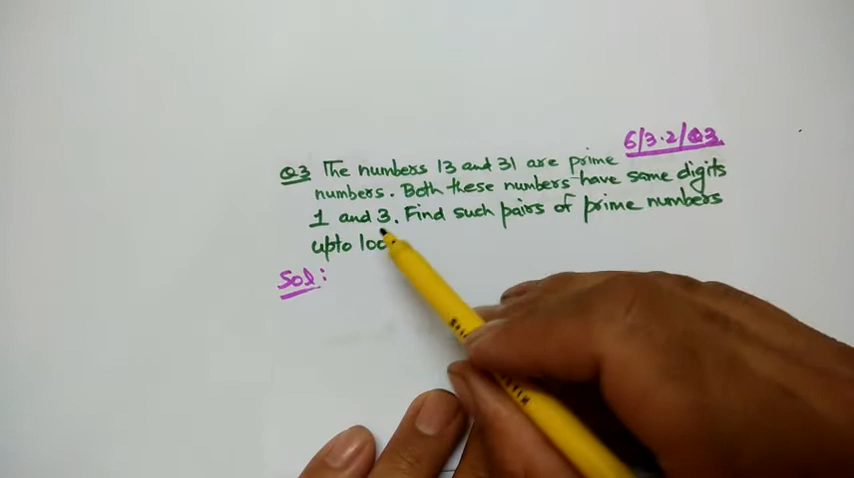 6/3.2/Q3
Q3 The numbers 13 and 31 are prime
numbers. Both these numbers have same digits
1 and 3. Find such pairs of prime numbers
upto
Sol: